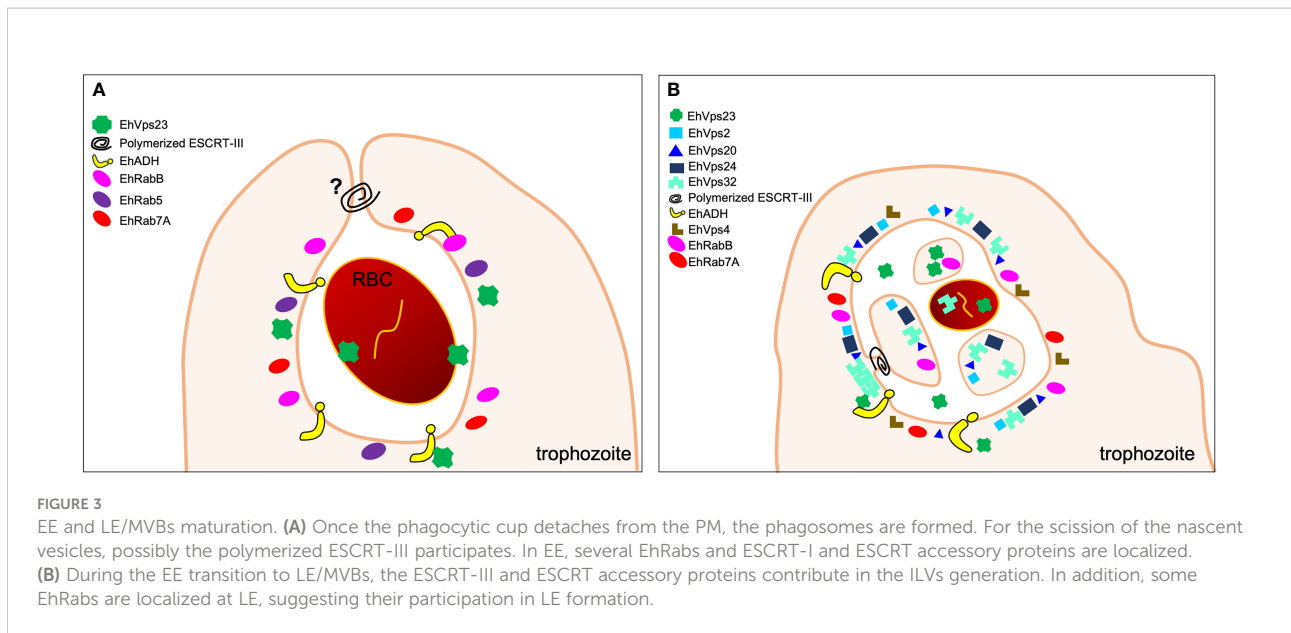 A
EhVps23
Polymerized ESCRT-III
EhADH
EhRabB
EhRab5
EhRab7A
?
RBC
trophozoite
B
EhVps23
EhVps2
EhVps20
EhVps24
EhVps32
Polymerized ESCRT-III
EhADH
EhVps4
EhRabB
EhRab7A
trophozoite
FIGURE 3
EE and LE/MVBs maturation. (A) Once the phagocytic cup detaches from the PM, the phagosomes are formed. For the scission of the nascent
vesicles, possibly the polymerized ESCRT-III participates. In EE, several EhRabs and ESCRT-I and ESCRT accessory proteins are localized.
(B) During the EE transition to LE/MVBs, the ESCRT-III and ESCRT accessory proteins contribute in the ILVs generation. In addition, some
EhRabs are localized at LE, suggesting their participation in LE formation.